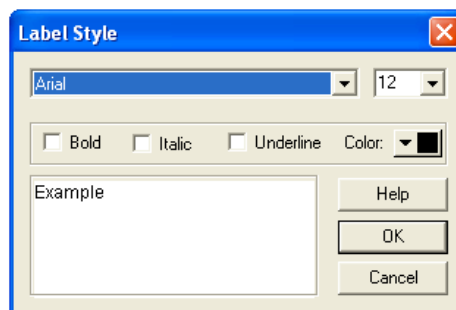 Label Style
Arial 12
Bold Italic Underline Color:
Example
Help
OK
Cancel